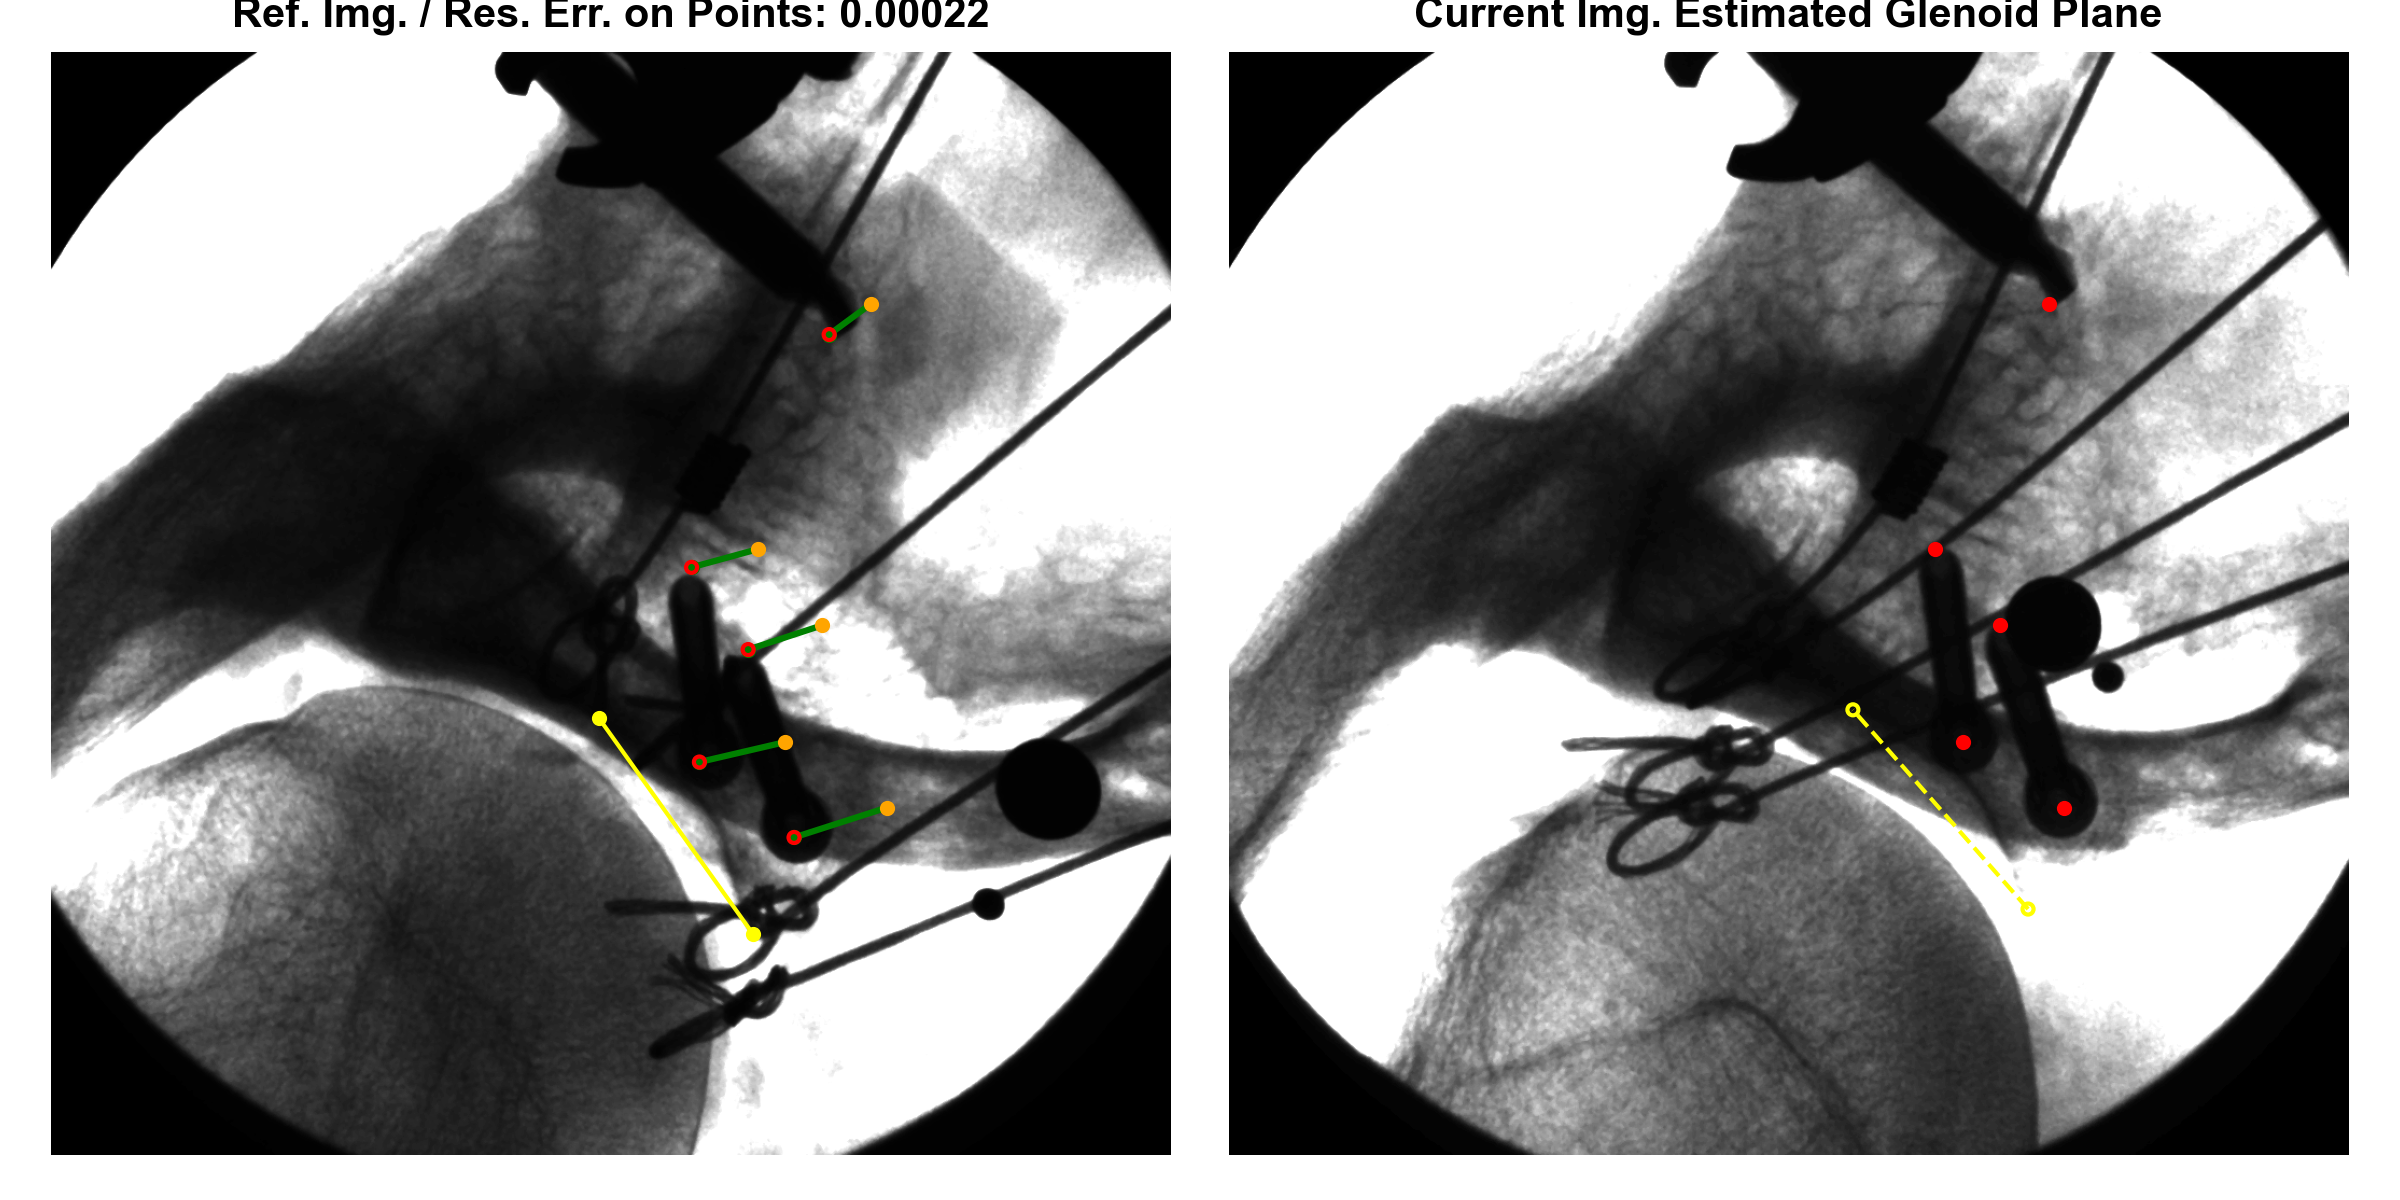 Ref. Img. / Res. Err. on Points: 0.00022
Current Img. Estimated Glenoid Plane